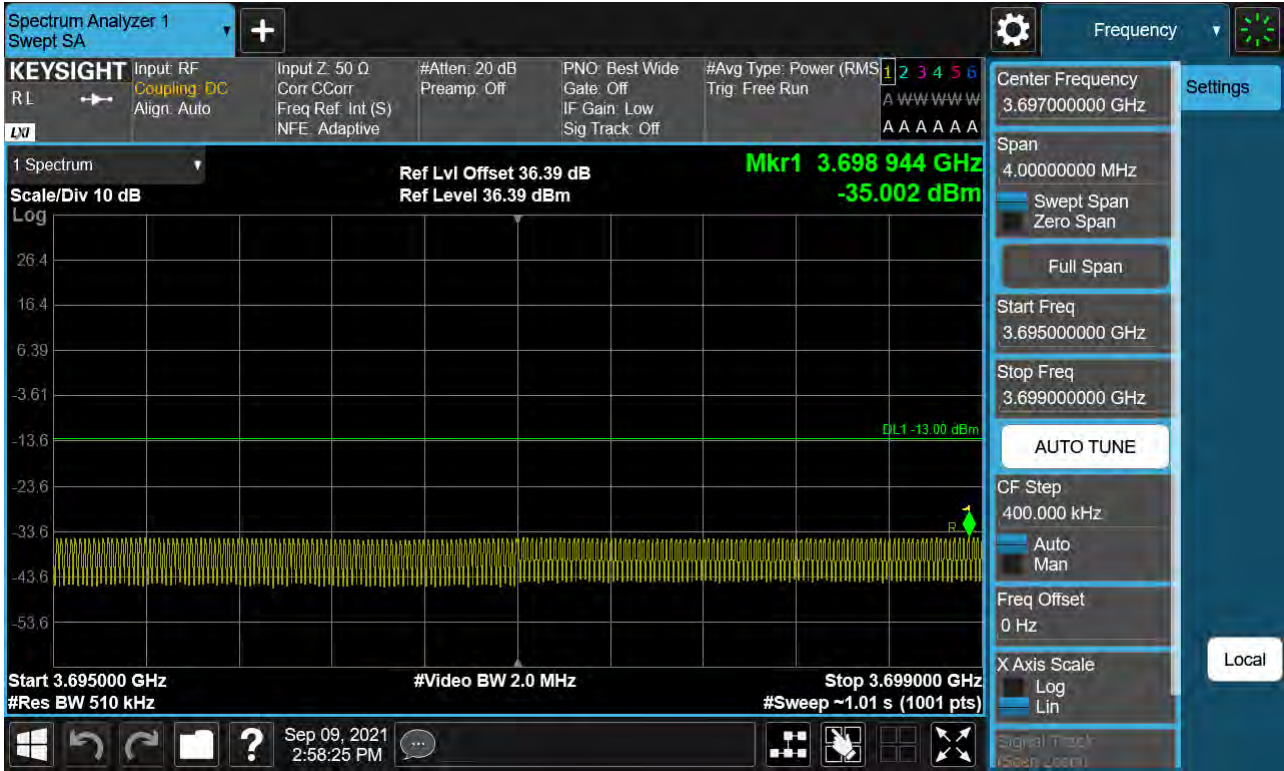 Spectrum Analyzer 1
Swept SA
+
Frequency
KEYSIGHT
RL
LXI
Input: RF
Coupling: DC
Align: Auto
Input Z: 50 Ω
Corr CCorr
Freq Ref: Int (S)
NFE: Adaptive
#Atten: 20 dB
Preamp: Off
PNO: Best Wide
Gate: Off
IF Gain: Low
Sig Track: Off
#Avg Type: Power (RMS
Trig: Free Run
1 2 3 4 5 6
A W W W W W
A A A A A A
1 Spectrum
Scale/Div 10 dB
Log
Ref Lvl Offset 36.39 dB
Ref Level 36.39 dBm
Mkr1 3.698 944 GHz
-35.002 dBm
26.4
16.4
6.39
-3.61
-13.6
-23.6
-33.6
-43.6
-53.6
DL1 -13.00 dBm
R
1
Start 3.695000 GHz
#Res BW 510 kHz
#Video BW 2.0 MHz
Stop 3.699000 GHz
#Sweep ~1.01 s (1001 pts)
Center Frequency
3.697000000 GHz
Settings
Span
4.00000000 MHz
Swept Span
Zero Span
Full Span
Start Freq
3.695000000 GHz
Stop Freq
3.699000000 GHz
AUTO TUNE
CF Step
400.000 kHz
Auto
Man
Freq Offset
0 Hz
X Axis Scale
Log
Lin
Signal Track
(Span Zoom)
Local
?
Sep 09, 2021
2:58:25 PM